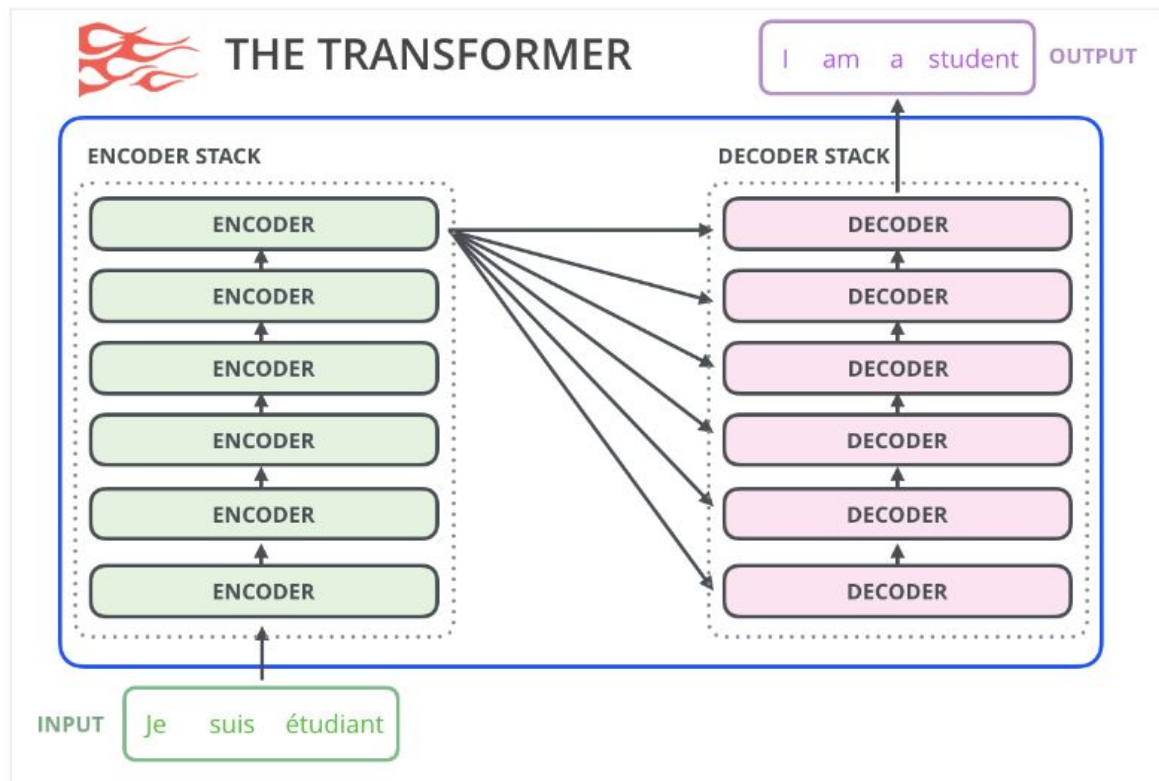 THE TRANSFORMER
I am a student
OUTPUT
ENCODER STACK
DECODER STACK
ENCODER
ENCODER
ENCODER
ENCODER
ENCODER
ENCODER
DECODER
DECODER
DECODER
DECODER
DECODER
DECODER
INPUT
Je suis étudiant